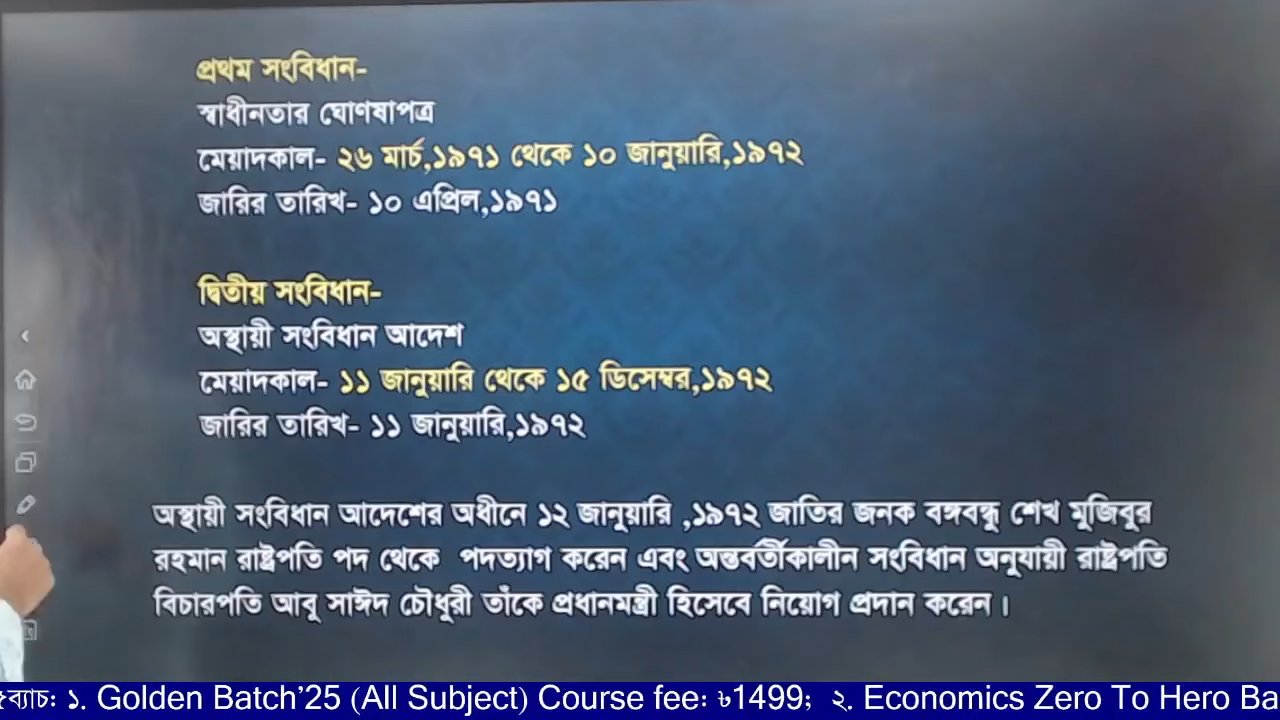 প্রথম সংবিধান-
স্বাধীনতার ঘোণষাপত্র
মেয়াদকাল- ২৬ মার্চ,১৯৭১ থেকে ১০ জানুয়ারি,১৯৭২
জারির তারিখ- ১০ এপ্রিল,১৯৭১
দ্বিতীয় সংবিধান-
অস্থায়ী সংবিধান আদেশ
মেয়াদকাল- ১১ জানুয়ারি থেকে ১৫ ডিসেম্বর,১৯৭২
জারির তারিখ- ১১ জানুয়ারি,১৯৭২
অস্থায়ী সংবিধান আদেশের অধীনে ১২ জানুয়ারি ,১৯৭২ জাতির জনক বঙ্গবন্ধু শেখ মুজিবুর
রহমান রাষ্ট্রপতি পদ থেকে পদত্যাগ করেন এবং অন্তর্বর্তীকালীন সংবিধান অনুযায়ী রাষ্ট্রপতি
বিচারপতি আবু সাঈদ চৌধুরী তাঁকে প্রধানমন্ত্রী হিসেবে নিয়োগ প্রদান করেন।
ব্যাচ: ১. Golden Batch'25 (All Subject) Course fee: ৳1499; ২. Economics Zero To Hero Ba